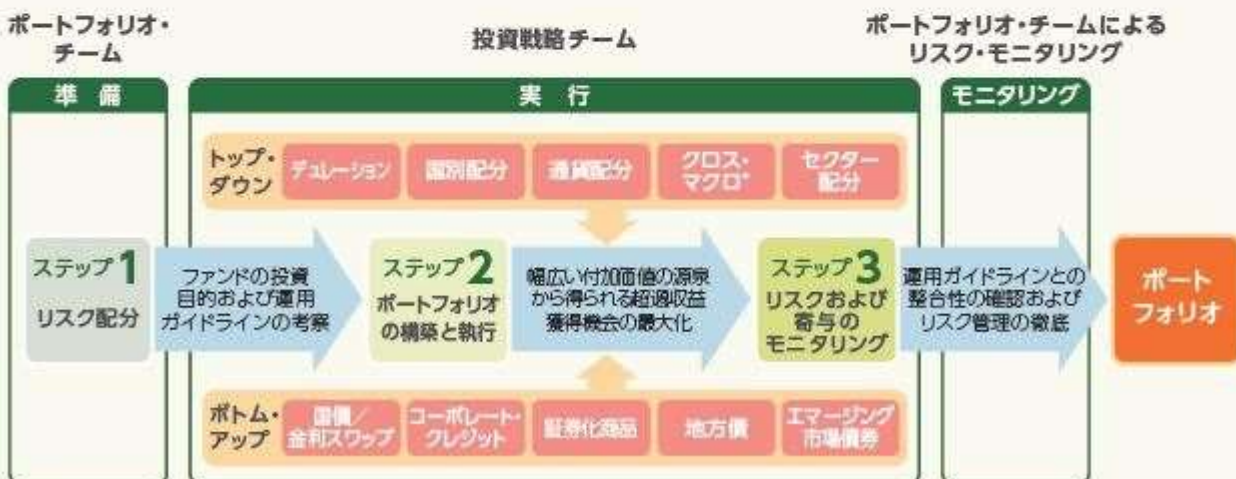 ポートフォリオ・
チーム
投資戦略チーム
ポートフォリオ・チームによる
リスク・モニタリング
準 備
実 行
モニタリング
トップ・
ダウン
デュレーション
国別配分
通貨配分
クロス・
マクロ*
セクター
配分
ステップ1
リスク配分
ファンドの投資
目的および運用
ガイドラインの考察
ステップ2
ポートフォリオ
の構築と執行
幅広い付加価値の源泉
から得られる超過収益
獲得機会の最大化
ステップ3
リスクおよび
寄与の
モニタリング
運用ガイドラインとの
整合性の確認および
リスク管理の徹底
ポート
フォリオ
ボトム・
アップ
国債/
金利スワップ
コーポレート・
クレジット
証券化商品
地方債
エマージング
市場債券